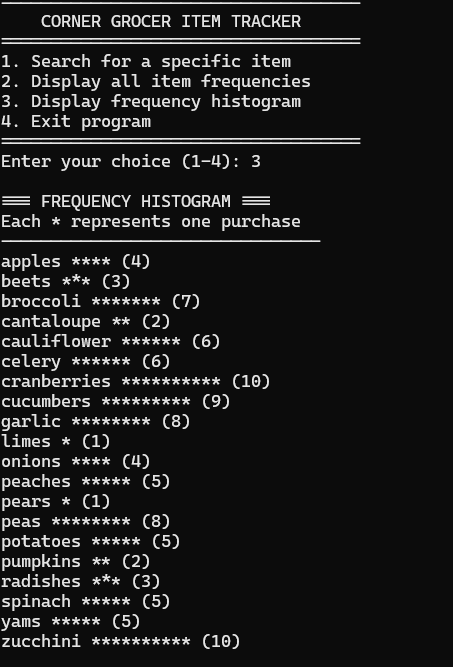 CORNER GROCER ITEM TRACKER
====================================
1. Search for a specific item
2. Display all item frequencies
3. Display frequency histogram
4. Exit program
====================================
Enter your choice (1-4): 3
=== FREQUENCY HISTOGRAM ===
Each * represents one purchase
--------------------------------
apples **** (4)
beets *** (3)
broccoli ******* (7)
cantaloupe ** (2)
cauliflower ****** (6)
celery ****** (6)
cranberries ********** (10)
cucumbers ********* (9)
garlic ******** (8)
limes * (1)
onions **** (4)
peaches ***** (5)
pears * (1)
peas ******** (8)
potatoes ***** (5)
pumpkins ** (2)
radishes *** (3)
spinach ***** (5)
yams ***** (5)
zucchini ********** (10)